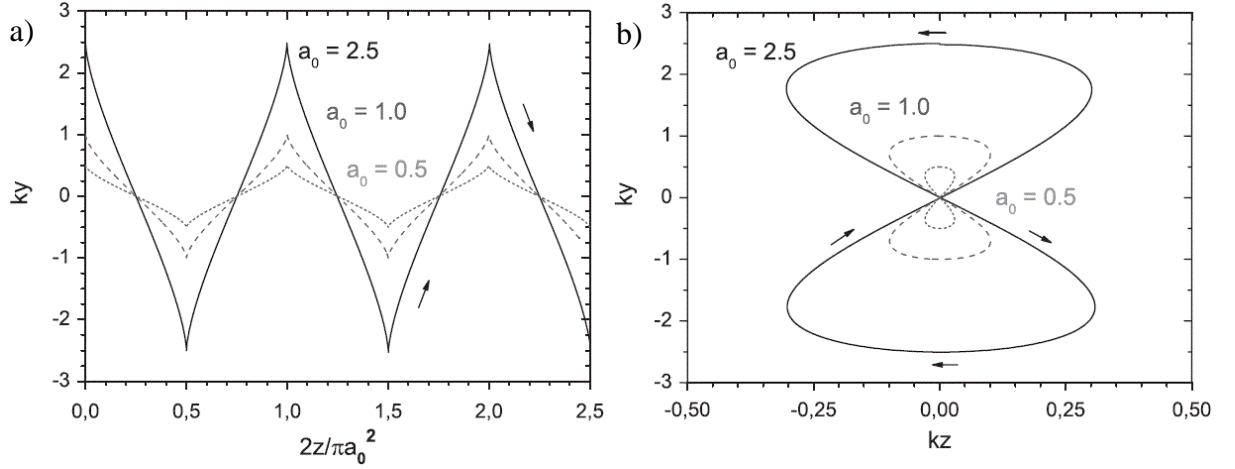 a)
3
2
1
0
-1
-2
-3
ky
a₀ = 2.5
a₀ = 1.0
a₀ = 0.5
0,0 0,5 1,0 1,5 2,0 2,5
2z/πa₀²
b)
3
2
1
0
-1
-2
-3
ky
a₀ = 2.5
a₀ = 1.0
a₀ = 0.5
-0,50 -0,25 0,00 0,25 0,50
kz